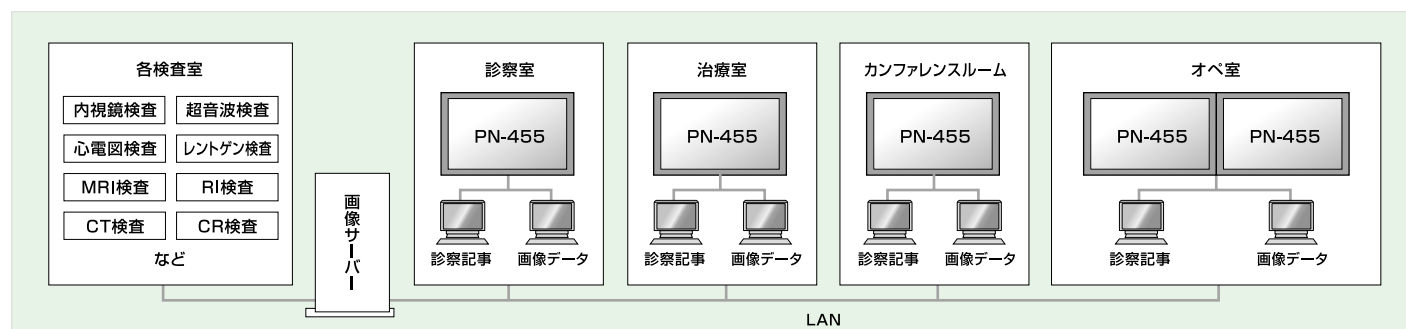 各検査室
内視鏡検査
超音波検査
心電図検査
レントゲン検査
MRI検査
RI検査
CT検査
CR検査
など
画像サーバー
診察室
PN-455
診察記事
画像データ
治療室
PN-455
診察記事
画像データ
カンファレンスルーム
PN-455
診察記事
画像データ
オペ室
PN-455
PN-455
診察記事
画像データ
LAN